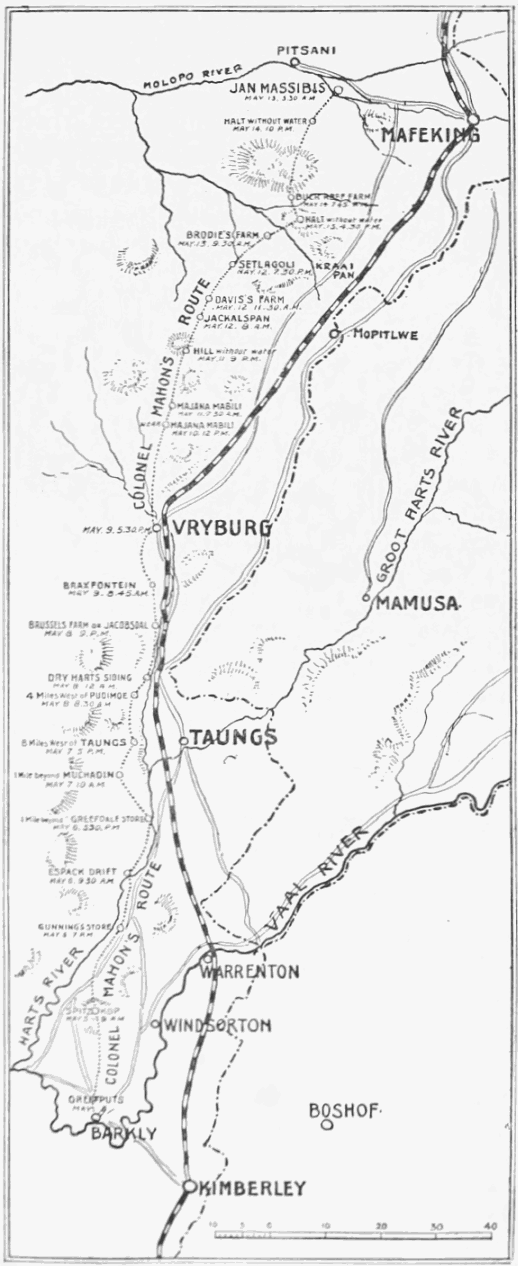 PITSANI
MOLOPO RIVER
JAN MASSIBIS
MAY 15. 5.30 A.M
HALT WITHOUT WATER
MAY 14. 10 P.M.
MAFEKING
BUCK REEF FARM
MAY 14 7.45
HALT without water
MAY 13. 4.30 P.M.
BRODIE'S FARM
MAY 13. 9.30 A.M.
SETLAGOLI
MAY 12. 7.30 P.M.
KRAAI
PAN
DAVIS'S FARM
MAY 12. 11.30 A.M.
JACKALSPAN
MAY 12. 8 A.M.
MOPITLWE
HILL without water
MAY 11 9 P.M.
MAJANA MABILI
MAY 11. 7.30 A.M.
NEAR MAJANA MABILI
MAY 10. 12 P.M.
COLONEL MAHON'S ROUTE
VRYBURG
MAY. 9. 5.30 P.M.
GROOT HARTS RIVER
BRAKFONTEIN
MAY 9. 8.45 A.M.
MAMUSA.
BRUSSELS FARM OR JACOBSDAL
MAY 8 9. P.M.
DRY HARTS SIDING
MAY 8 12 A.M.
4 Miles West of PUDIMOE
MAY 8 8.30 A.M
8 Miles West of TAUNGS
MAY 7. 5 P.M.
TAUNGS
1 Mile beyond MUCHADIN
MAY 7. 10 A.M
1 Mile beyond GREEFDALE STORE
MAY 6. 5.30. P.M
ESPACK DRIFT
MAY 6. 9.30 A.M.
GUNNINGS STORE
MAY 5 7 P.M.
VAAL RIVER
WARRENTON
HARTS RIVER
COLONEL MAHON'S ROUTE
SPITZKOP
WINDSORTON
GREEFPUTS
MAY 4
BARKLY
BOSHOF.
KIMBERLEY
10 5 0 10 20 30 40